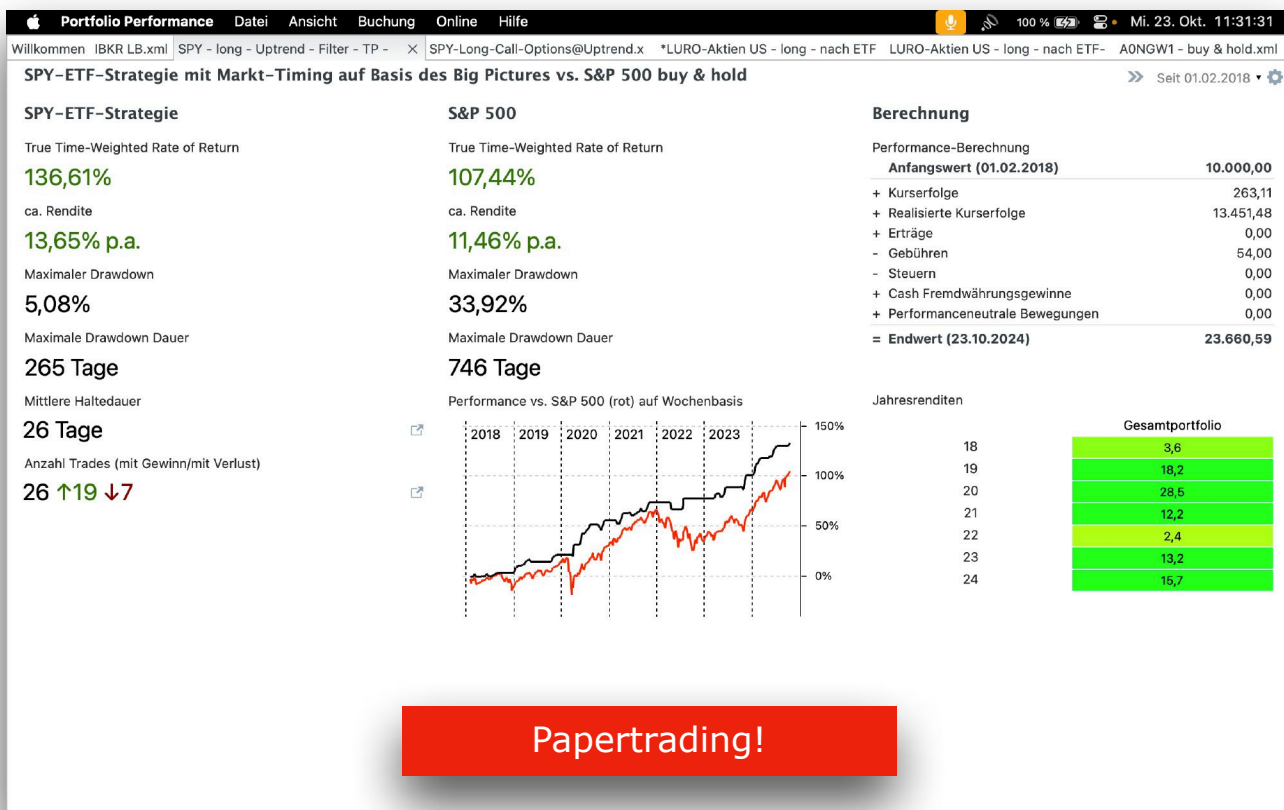 Portfolio Performance Datei Ansicht Buchung Online Hilfe 100 % Mi. 23. Okt. 11:31:31
Willkommen IBKR LB.xml SPY - long - Uptrend - Filter - TP - × SPY-Long-Call-Options@Uptrend.x *LURO-Aktien US - long - nach ETF LURO-Aktien US - long - nach ETF- A0NGW1 - buy & hold.xml
SPY-ETF-Strategie mit Markt-Timing auf Basis des Big Pictures vs. S&P 500 buy & hold
Seit 01.02.2018
SPY-ETF-Strategie
True Time-Weighted Rate of Return
136,61%
ca. Rendite
13,65% p.a.
Maximaler Drawdown
5,08%
Maximale Drawdown Dauer
265 Tage
Mittlere Haltedauer
26 Tage
Anzahl Trades (mit Gewinn/mit Verlust)
26 ↑19 ↓7
S&P 500
True Time-Weighted Rate of Return
107,44%
ca. Rendite
11,46% p.a.
Maximaler Drawdown
33,92%
Maximale Drawdown Dauer
746 Tage
Performance vs. S&P 500 (rot) auf Wochenbasis
2018 2019 2020 2021 2022 2023
150%
100%
50%
0%
Berechnung
Performance-Berechnung
Anfangswert (01.02.2018) 10.000,00
+ Kurserfolge 263,11
+ Realisierte Kurserfolge 13.451,48
+ Erträge 0,00
- Gebühren 54,00
- Steuern 0,00
+ Cash Fremdwährungsgewinne 0,00
+ Performanceneutrale Bewegungen 0,00
= Endwert (23.10.2024) 23.660,59
Jahresrenditen
Gesamtportfolio
18 3,6
19 18,2
20 28,5
21 12,2
22 2,4
23 13,2
24 15,7
Papertrading!